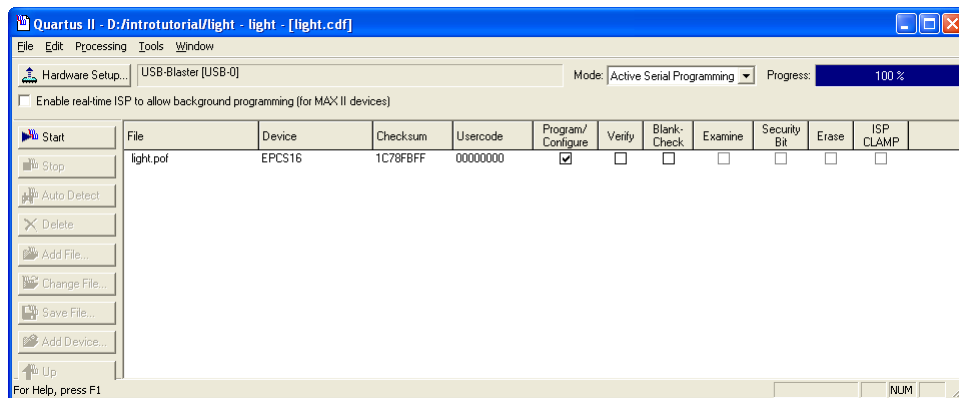 Quartus II - D:/introtutorial/light - light - [light.cdf]
File Edit Processing Tools Window
Hardware Setup... USB-Blaster [USB-0] Mode: Active Serial Programming Progress: 100 %
Enable real-time ISP to allow background programming (for MAX II devices)
Start
Stop
Auto Detect
Delete
Add File...
Change File...
Save File...
Add Device...
Up
File Device Checksum Usercode Program/Configure Verify Blank-Check Examine Security Bit Erase ISP CLAMP
light.pof EPCS16 1C78FBFF 00000000
For Help, press F1 NUM